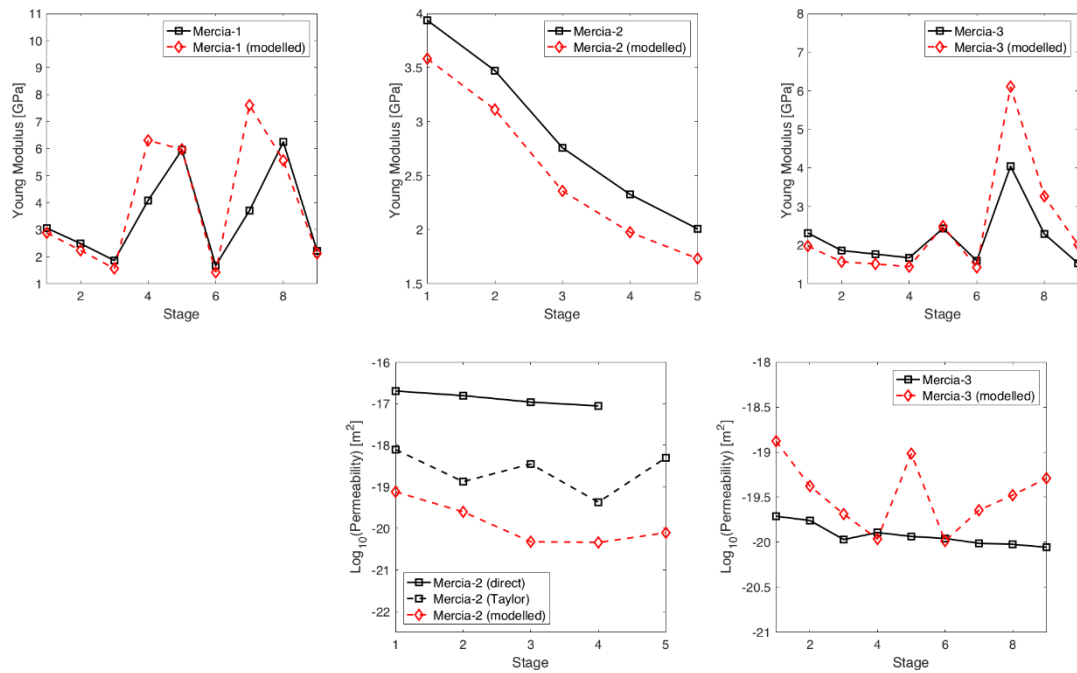 11
10
9
8
7
6
5
4
3
2
1
Young Modulus [GPa]
2
4
6
8
Stage
Mercia-1
Mercia-1 (modelled)
4
3.5
3
2.5
2
1.5
Young Modulus [GPa]
1
2
3
4
5
Stage
Mercia-2
Mercia-2 (modelled)
8
7
6
5
4
3
2
1
Young Modulus [GPa]
2
4
6
8
Stage
Mercia-3
Mercia-3 (modelled)
-16
-17
-18
-19
-20
-21
-22
Log10(Permeability) [m2]
1
2
3
4
5
Stage
Mercia-2 (direct)
Mercia-2 (Taylor)
Mercia-2 (modelled)
-18
-18.5
-19
-19.5
-20
-20.5
-21
Log10(Permeability) [m2]
2
4
6
8
Stage
Mercia-3
Mercia-3 (modelled)